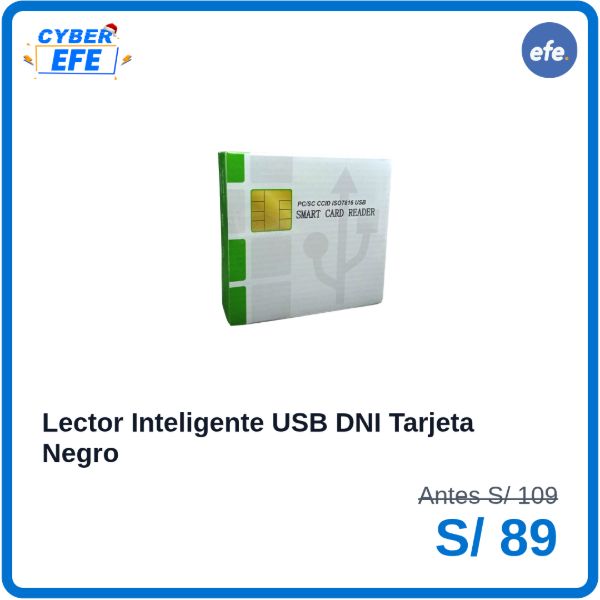 CYBER
EFE
efe.
PC/SC CCID ISO7816 USB
SMART CARD READER
Lector Inteligente USB DNI Tarjeta
Negro
Antes S/ 109
S/ 89